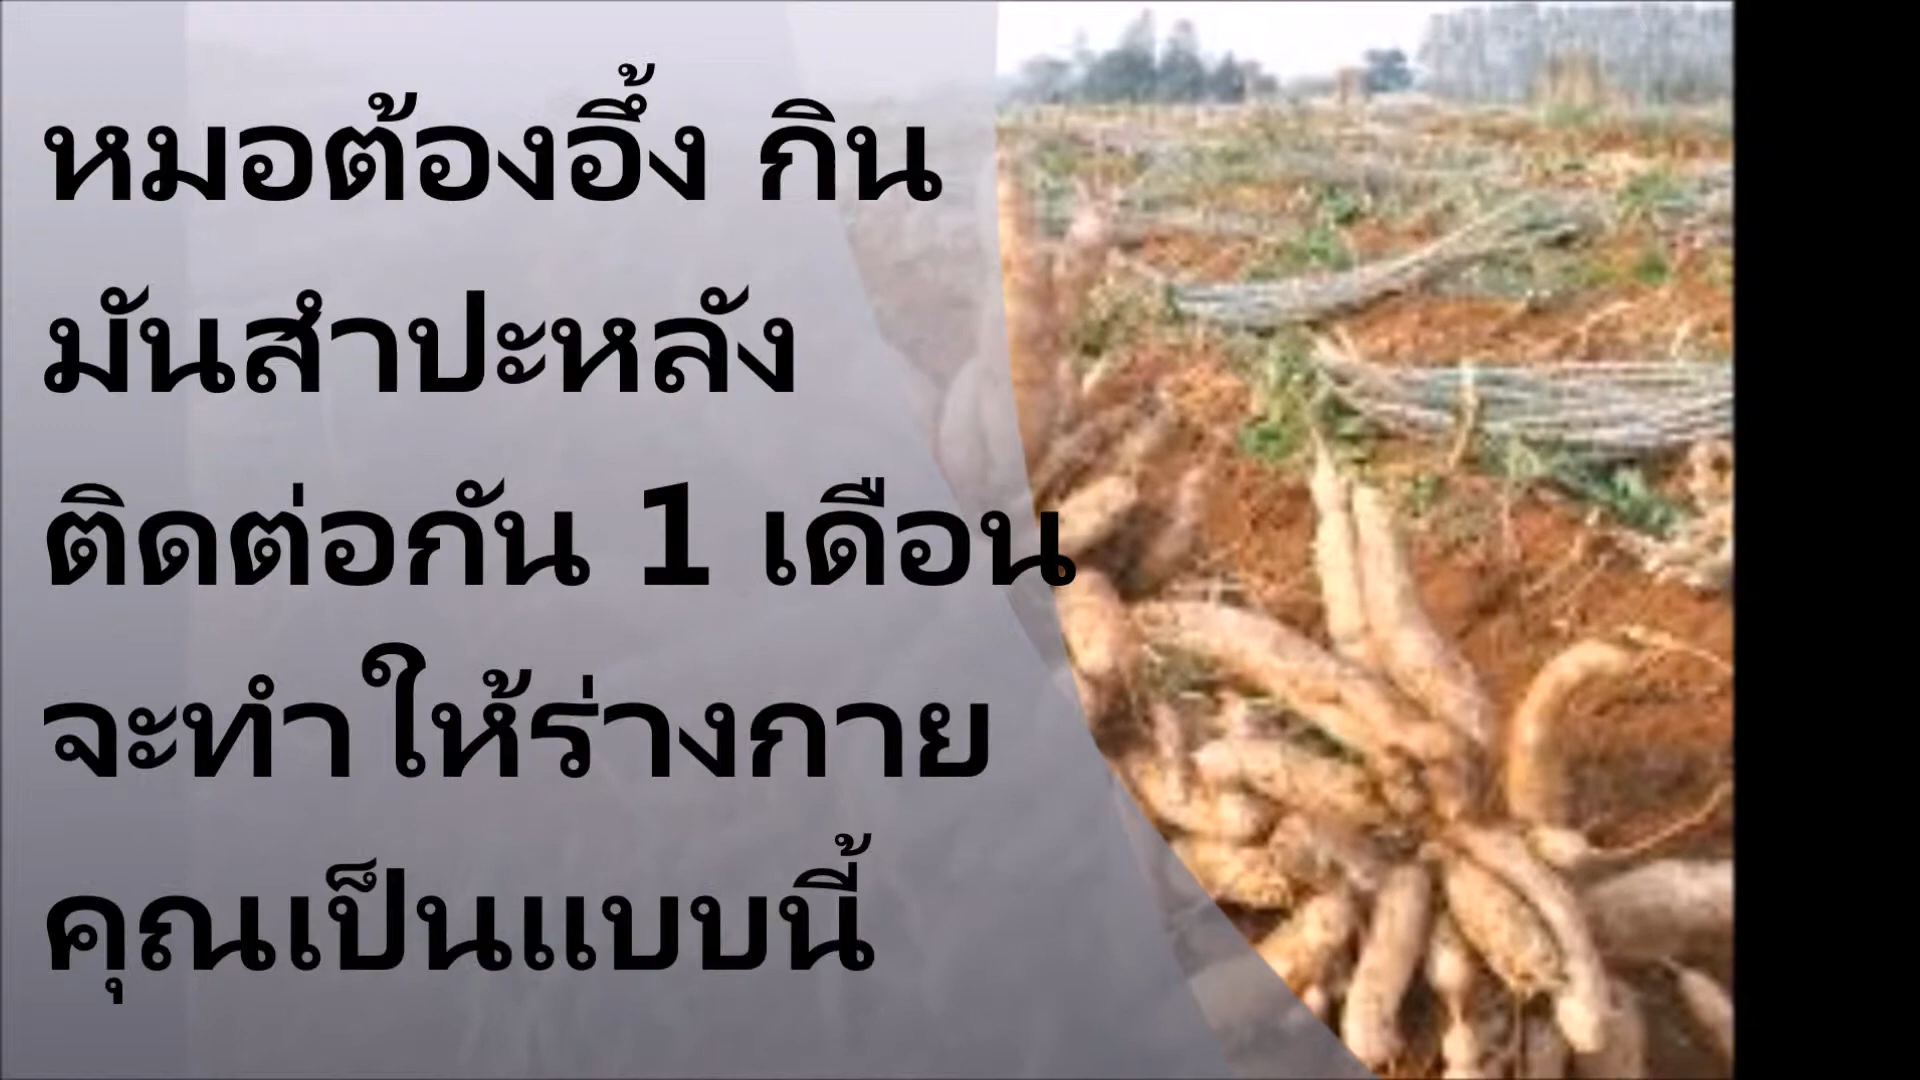 หมอต้องอึ้ง กิน
มันสำปะหลัง
ติดต่อกัน 1 เดือน
จะทำให้ร่างกาย
คุณเป็นแบบนี้